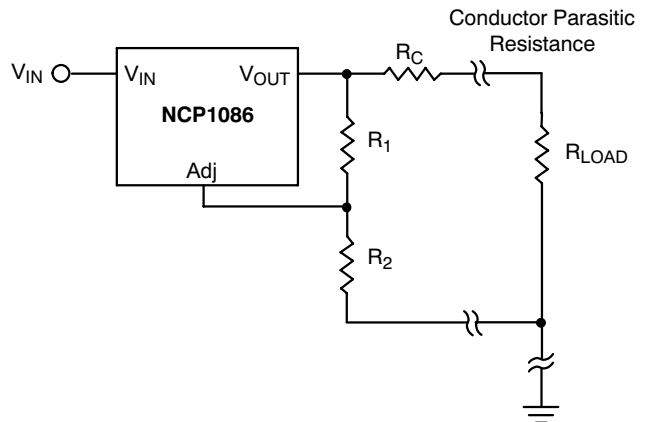 Conductor Parasitic
Resistance
V_IN
V_IN
V_OUT
R_C
NCP1086
R_1
R_LOAD
Adj
R_2